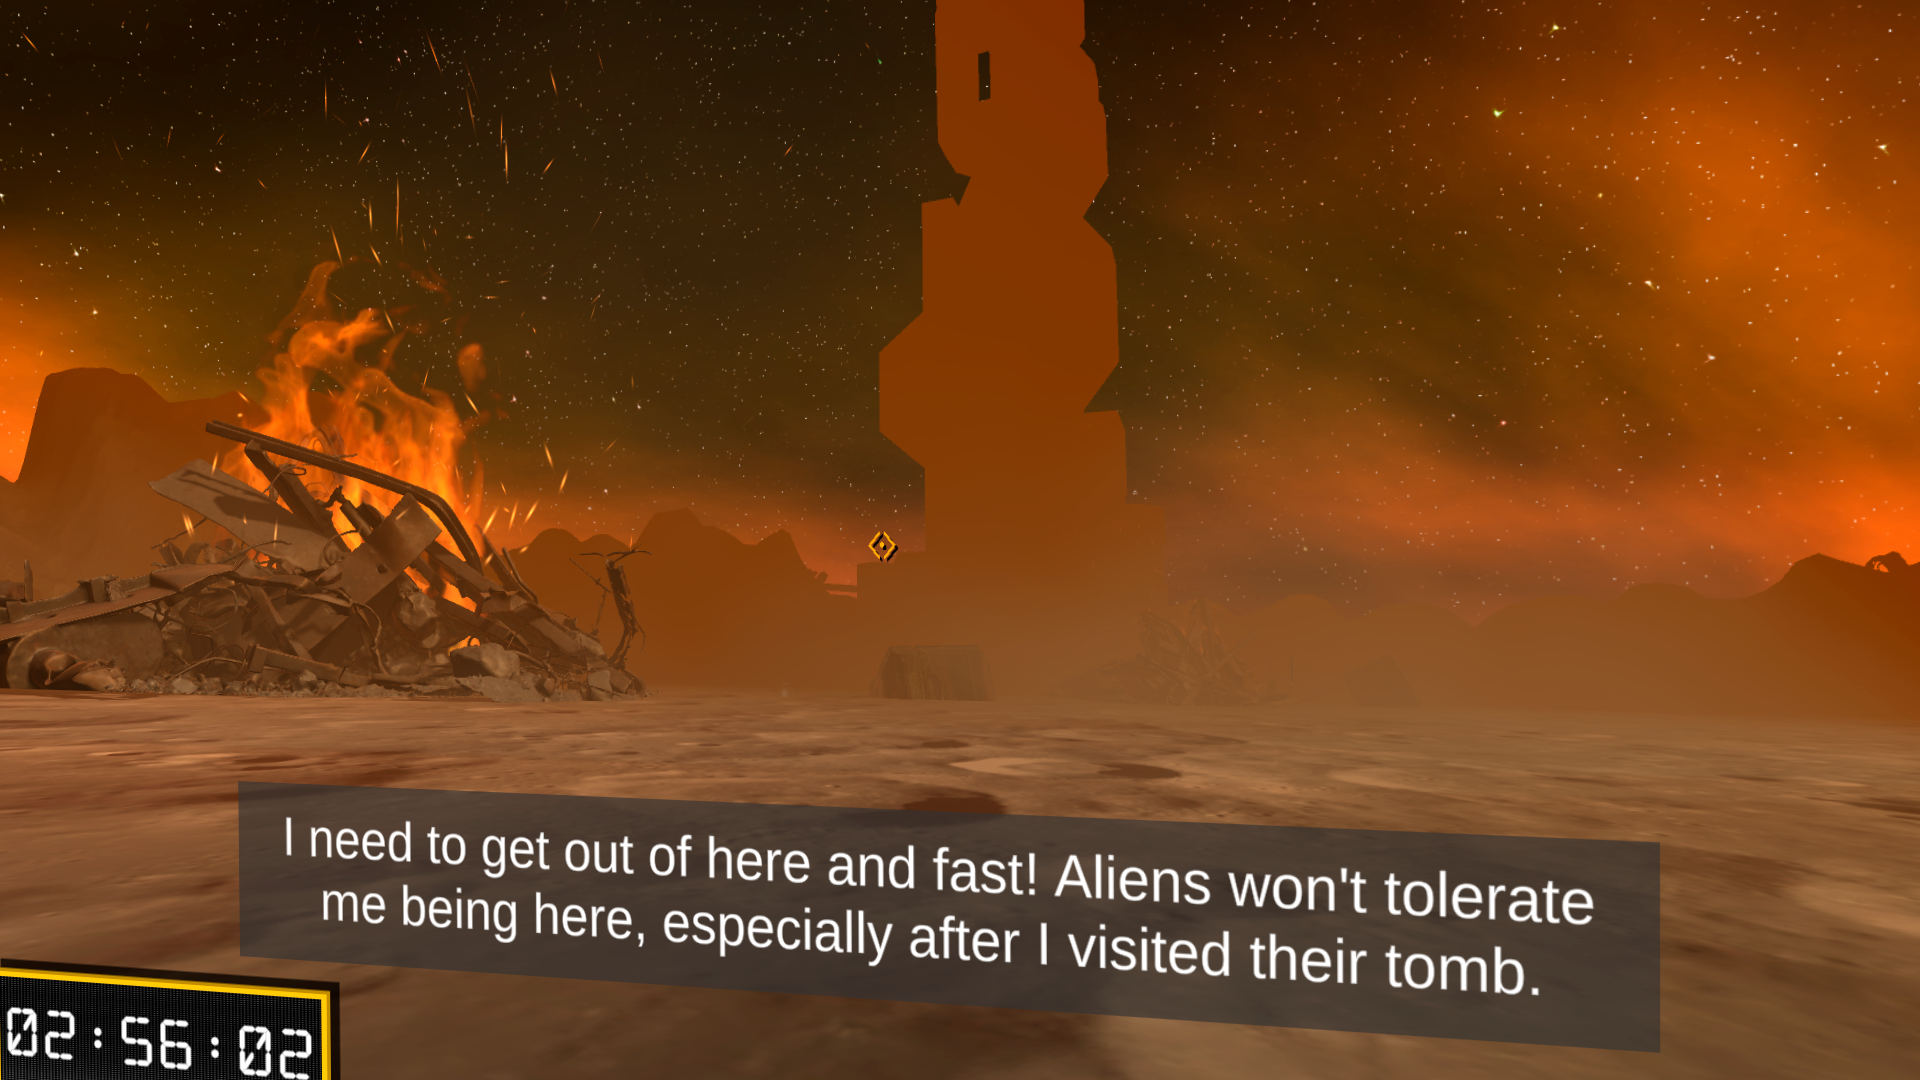 I need to get out of here and fast! Aliens won't tolerate
me being here, especially after I visited their tomb.
02:56:02